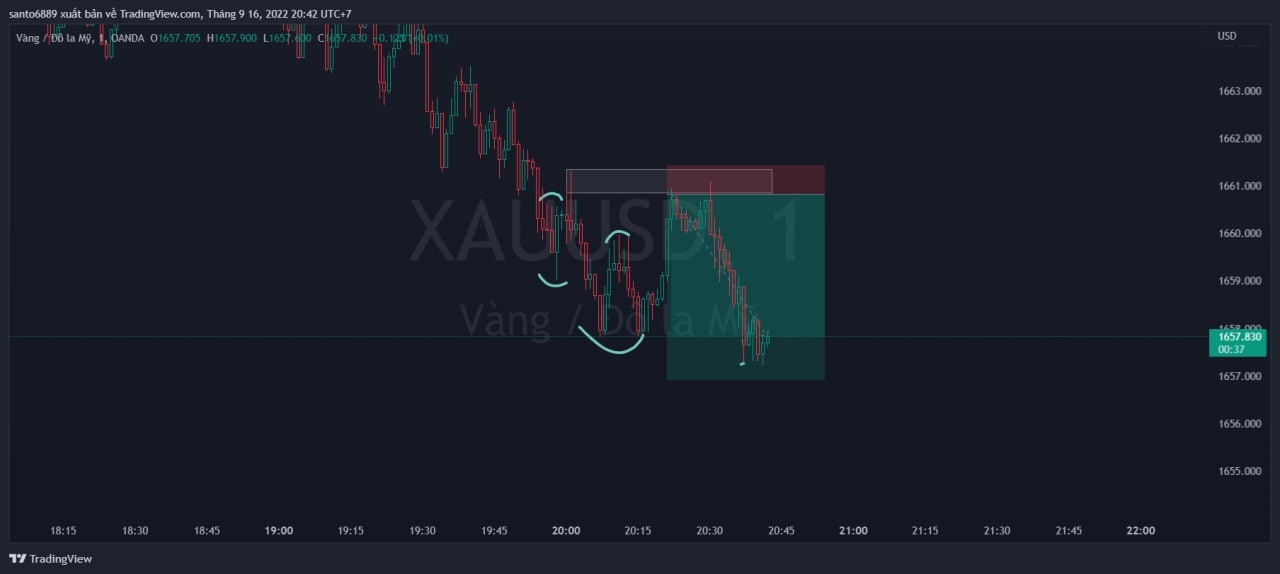 santo6889 xuất bản về TradingView.com, Tháng 9 16, 2022 20:42 UTC+7
Vàng / Đô la Mỹ, 1, OANDA O1657.705 H1657.900 L1657.600 C1657.830 (+0.01%)
USD
1663.000
1662.000
1661.000
XAUUSD 1
1660.000
1659.000
Vàng / Đô la Mỹ
1658.000
1657.830
00:37
1657.000
1656.000
1655.000
18:15 18:30 18:45 19:00 19:15 19:30 19:45 20:00 20:15 20:30 20:45 21:00 21:15 21:30 21:45 22:00
TradingView